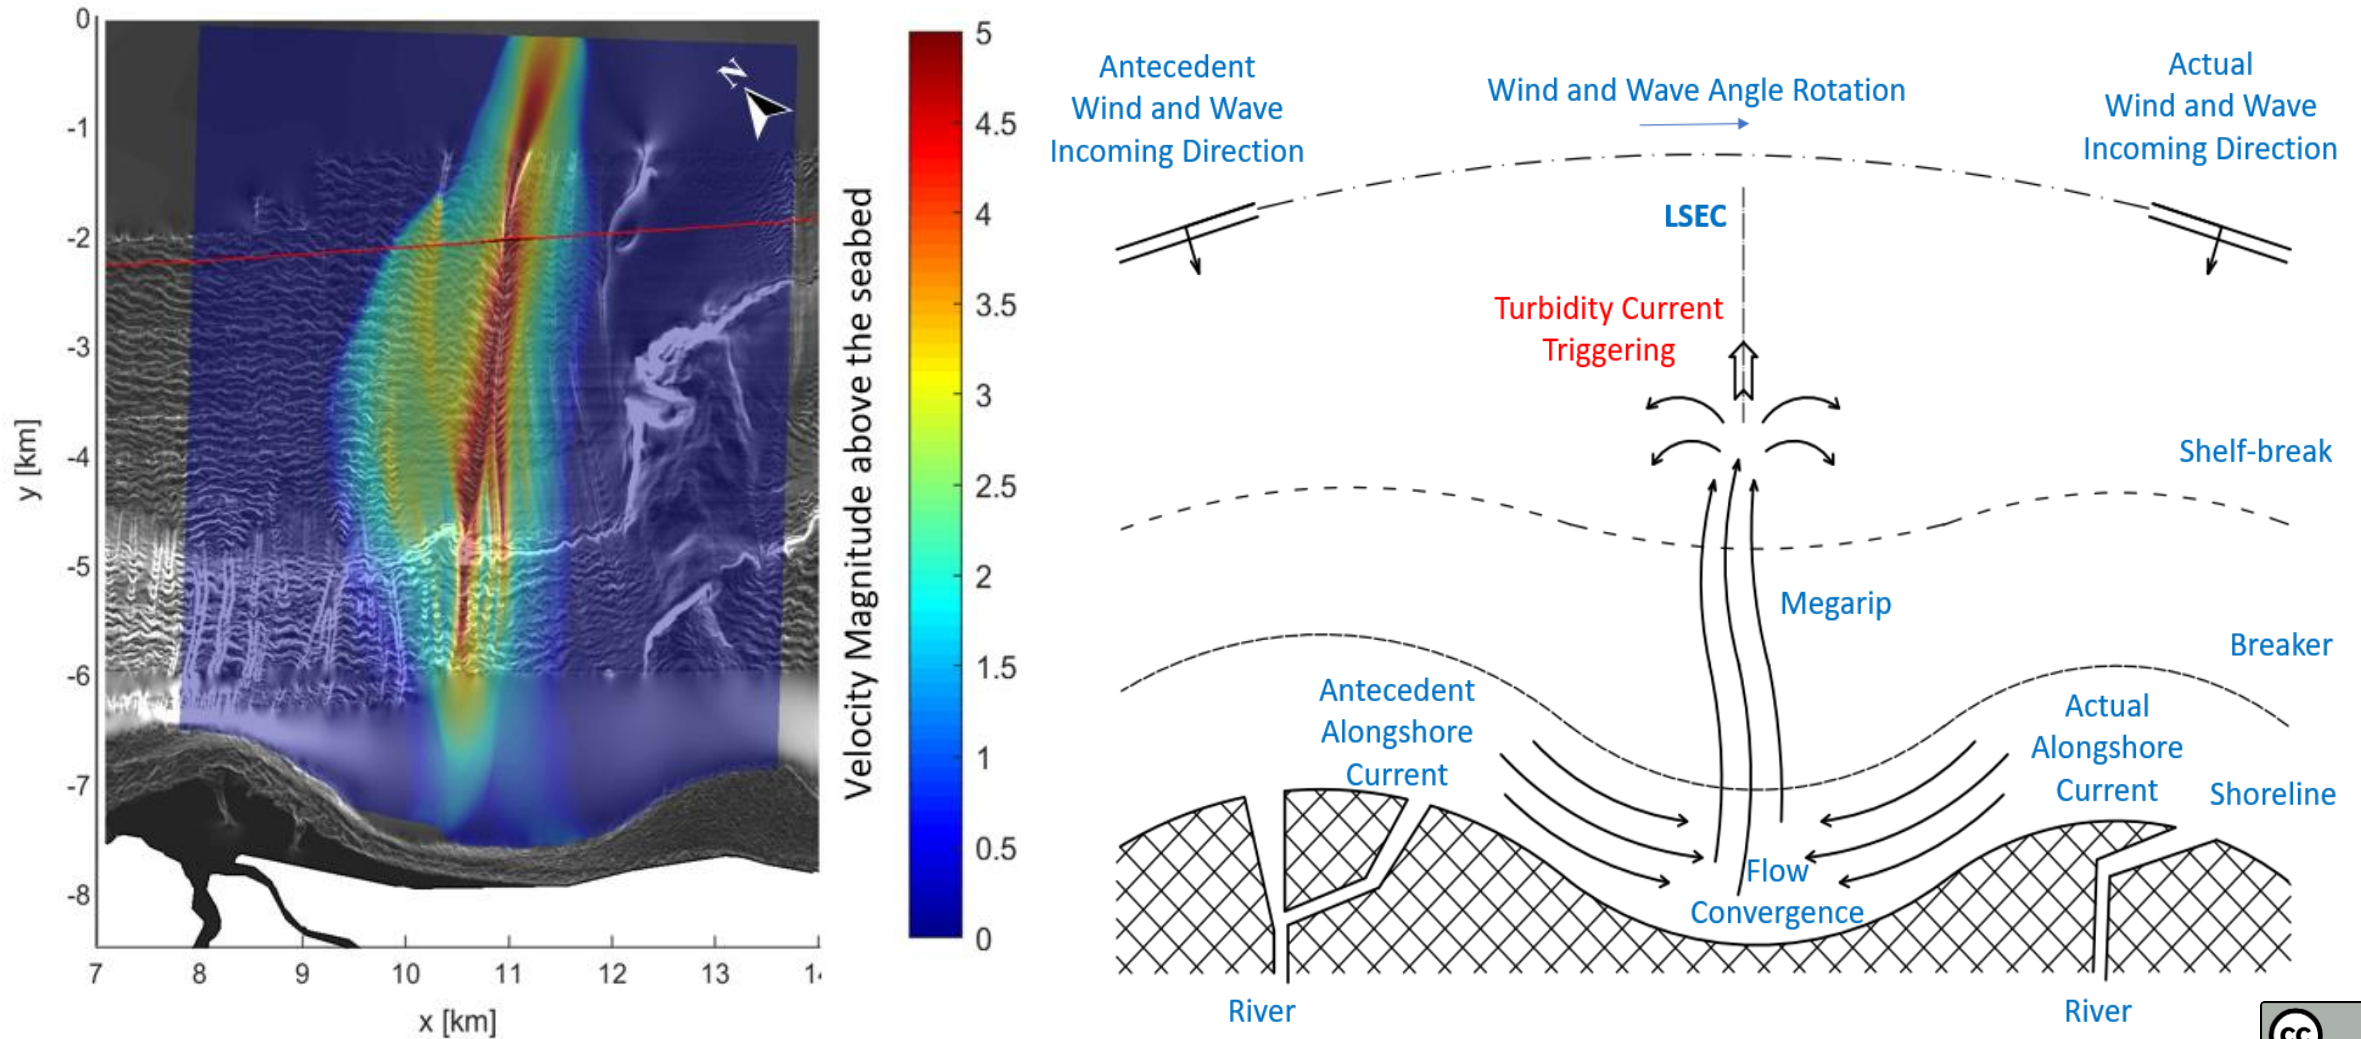 0
-1
-2
-3
-4
-5
-6
-7
-8
y [km]
7 8 9 10 11 12 13
x [km]
N
Velocity Magnitude above the seabed
5
4.5
4
3.5
3
2.5
2
1.5
1
0.5
0
Antecedent
Wind and Wave
Incoming Direction
Wind and Wave Angle Rotation
Actual
Wind and Wave
Incoming Direction
LSEC
Turbidity Current
Triggering
Shelf-break
Megarip
Breaker
Antecedent
Alongshore
Current
Actual
Alongshore
Current
Shoreline
Flow
Convergence
River
River
cc